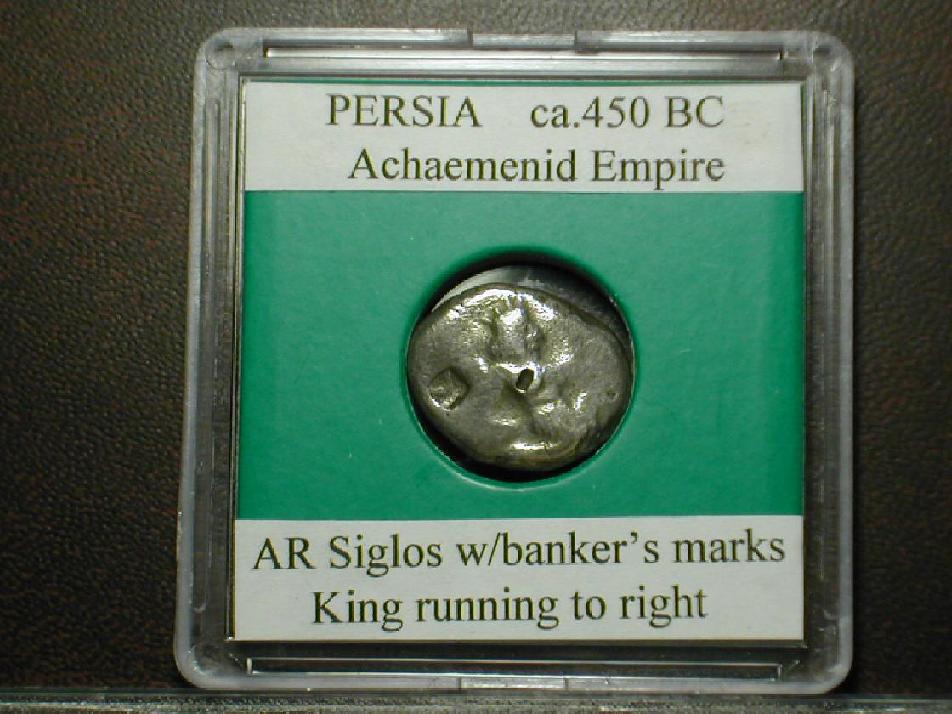 PERSIA ca.450 BC
Achaemenid Empire
AR Siglos w/banker's marks
King running to right